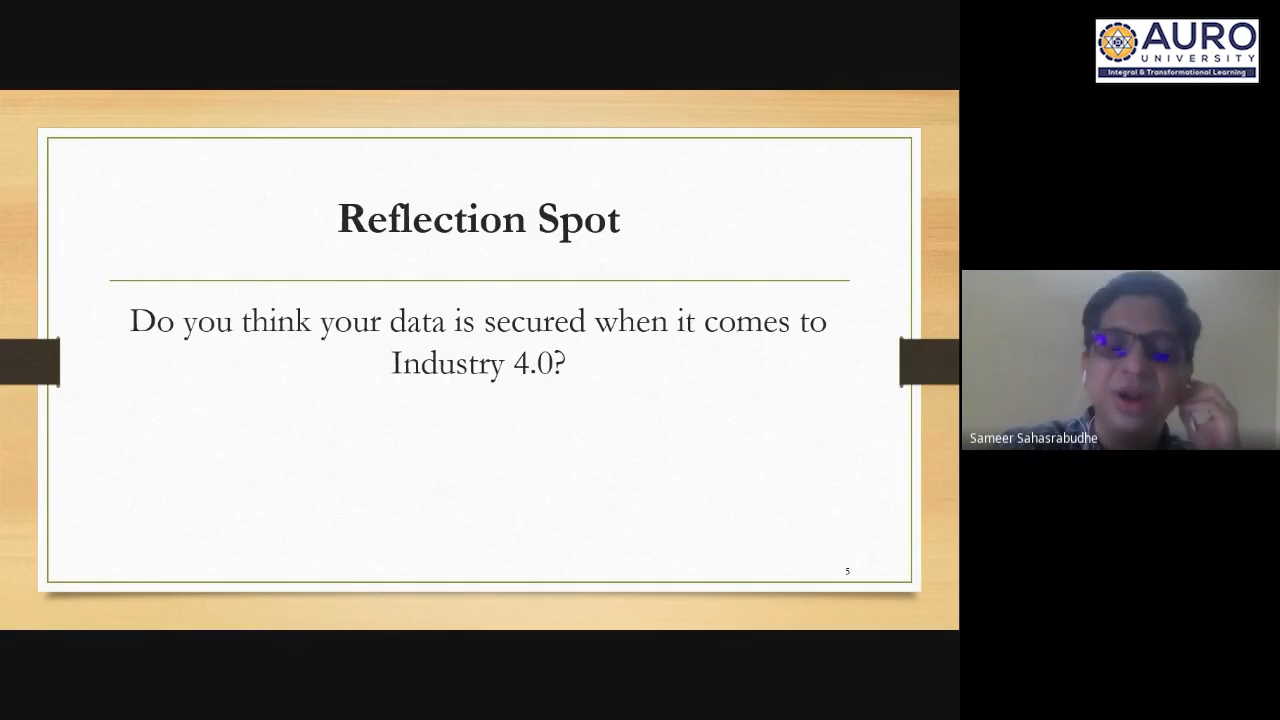 Reflection Spot
Do you think your data is secured when it comes to
Industry 4.0?
5
AURO
UNIVERSITY
Integral & Transformational Learning
Sameer Sahasrabudhe